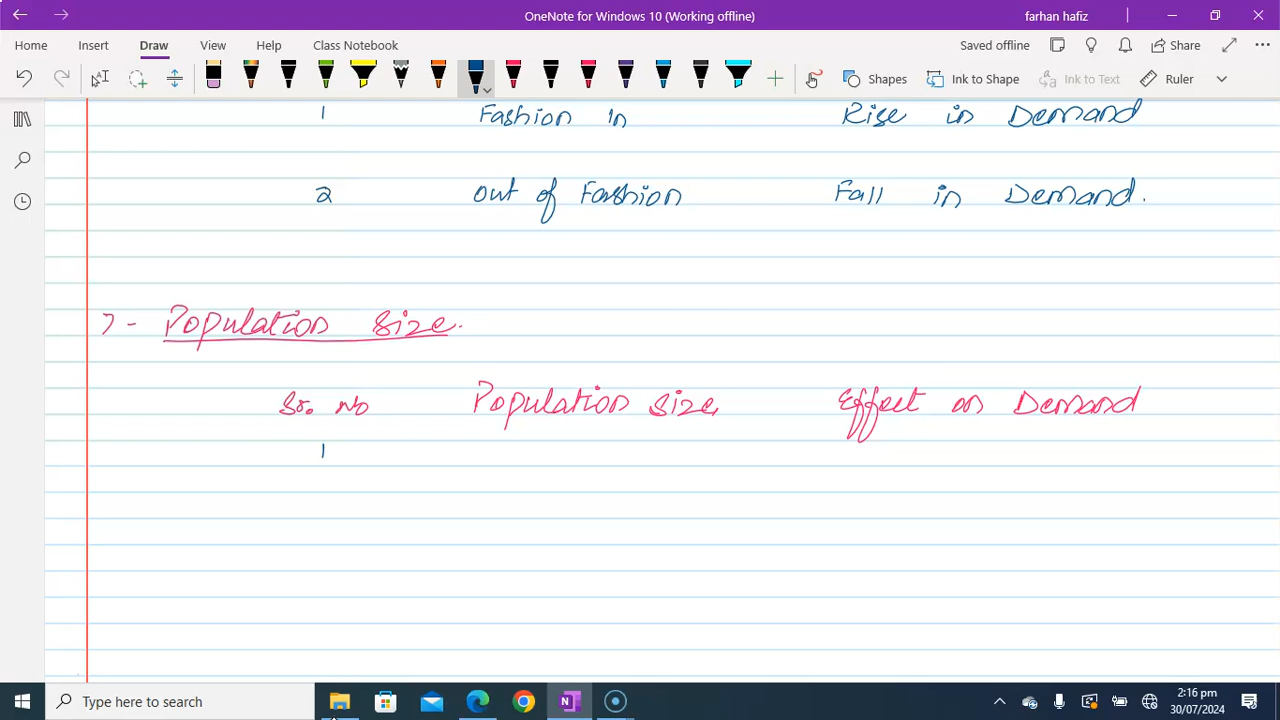 OneNote for Windows 10 (Working offline)
farhan hafiz
Home Insert Draw View Help Class Notebook
Saved offline
Share
Shapes
Ink to Shape
Ink to Text
Ruler
1 Fashion In Rise in Demand
2 Out of Fashion Fall in Demand.
7- Population Size.
Sr. No Population Size Effect on Demand
1
Type here to search
2:16 pm
30/07/2024